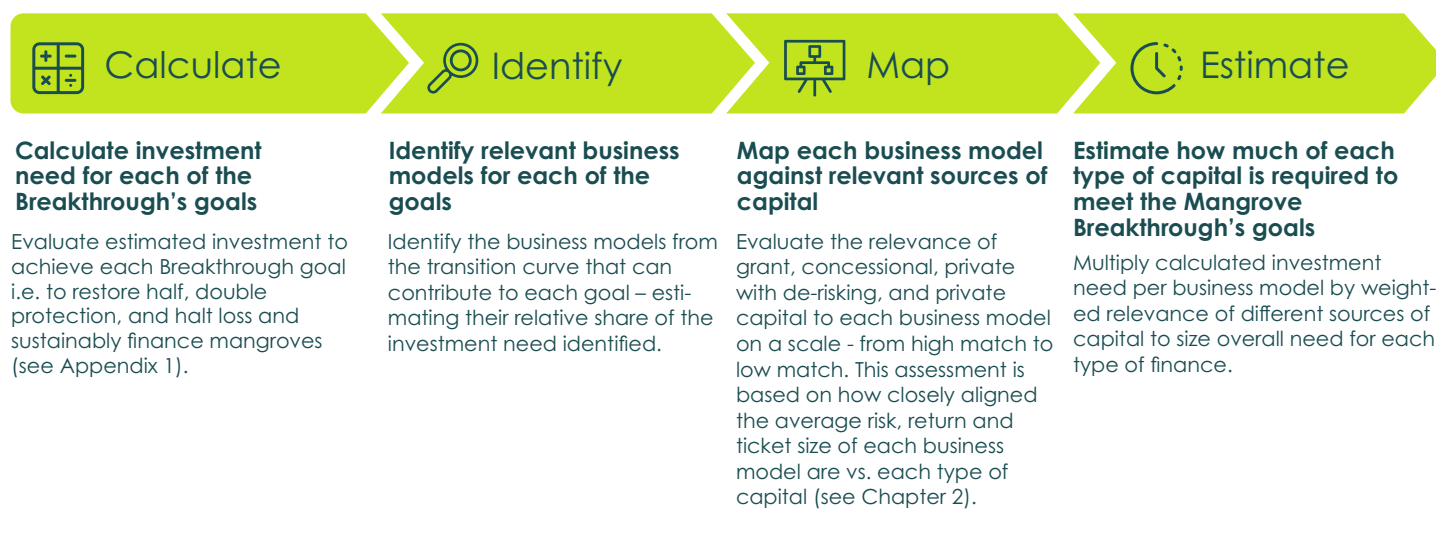 Calculate
Calculate investment
need for each of the
Breakthrough's goals
Evaluate estimated investment to
achieve each Breakthrough goal
i.e. to restore half, double
protection, and halt loss and
sustainably finance mangroves
(see Appendix 1).
Identify
Identify relevant business
models for each of the
goals
Identify the business models from
the transition curve that can
contribute to each goal – esti-
mating their relative share of the
investment need identified.
Map
Map each business model
against relevant sources of
capital
Evaluate the relevance of
grant, concessional, private
with de-risking, and private
capital to each business model
on a scale - from high match to
low match. This assessment is
based on how closely aligned
the average risk, return and
ticket size of each business
model are vs. each type of
capital (see Chapter 2).
Estimate
Estimate how much of each
type of capital is required to
meet the Mangrove
Breakthrough's goals
Multiply calculated investment
need per business model by weight-
ed relevance of different sources of
capital to size overall need for each
type of finance.